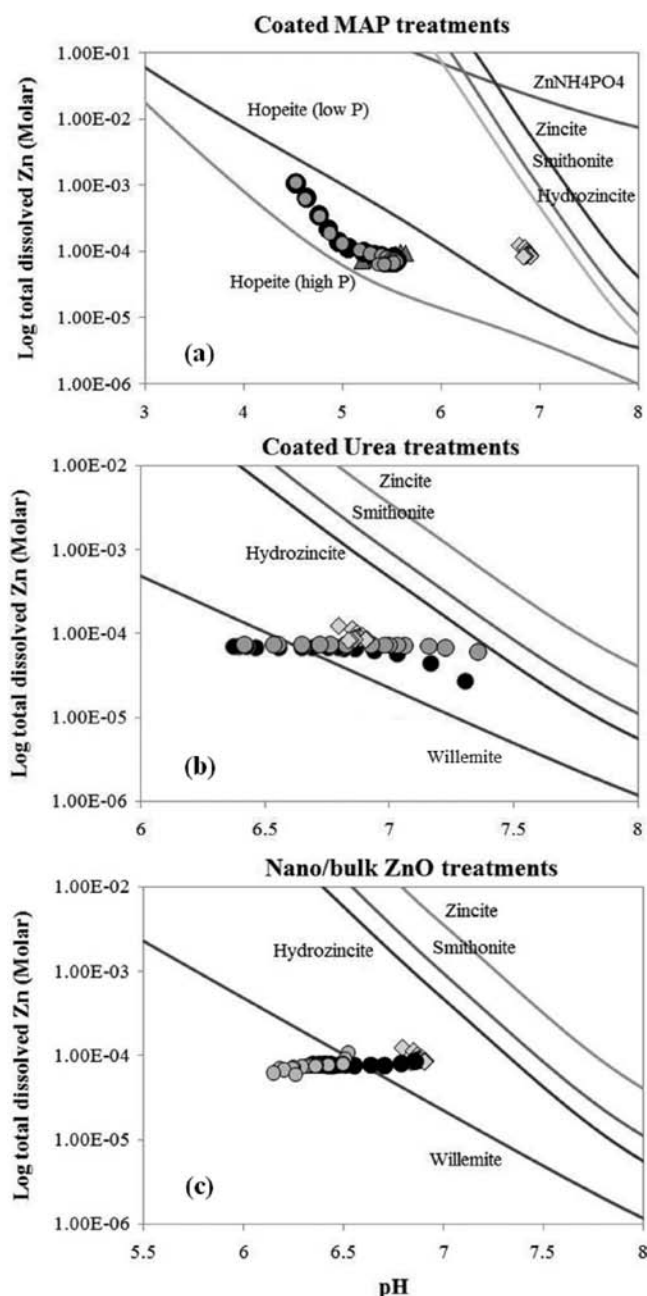 Coated MAP treatments
Log total dissolved Zn (Molar)
1.00E-01
1.00E-02
1.00E-03
1.00E-04
1.00E-05
1.00E-06
ZnNH4PO4
Hopeite (low P)
Zincite
Smithonite
Hydrozincite
Hopeite (high P)
(a)
3 4 5 6 7 8
Coated Urea treatments
Log total dissolved Zn (Molar)
1.00E-02
1.00E-03
1.00E-04
1.00E-05
1.00E-06
Zincite
Smithonite
Hydrozincite
Willemite
(b)
6 6.5 7 7.5 8
Nano/bulk ZnO treatments
Log total dissolved Zn (Molar)
1.00E-02
1.00E-03
1.00E-04
1.00E-05
1.00E-06
Zincite
Smithonite
Hydrozincite
Willemite
(c)
5.5 6 6.5 7 7.5 8
pH